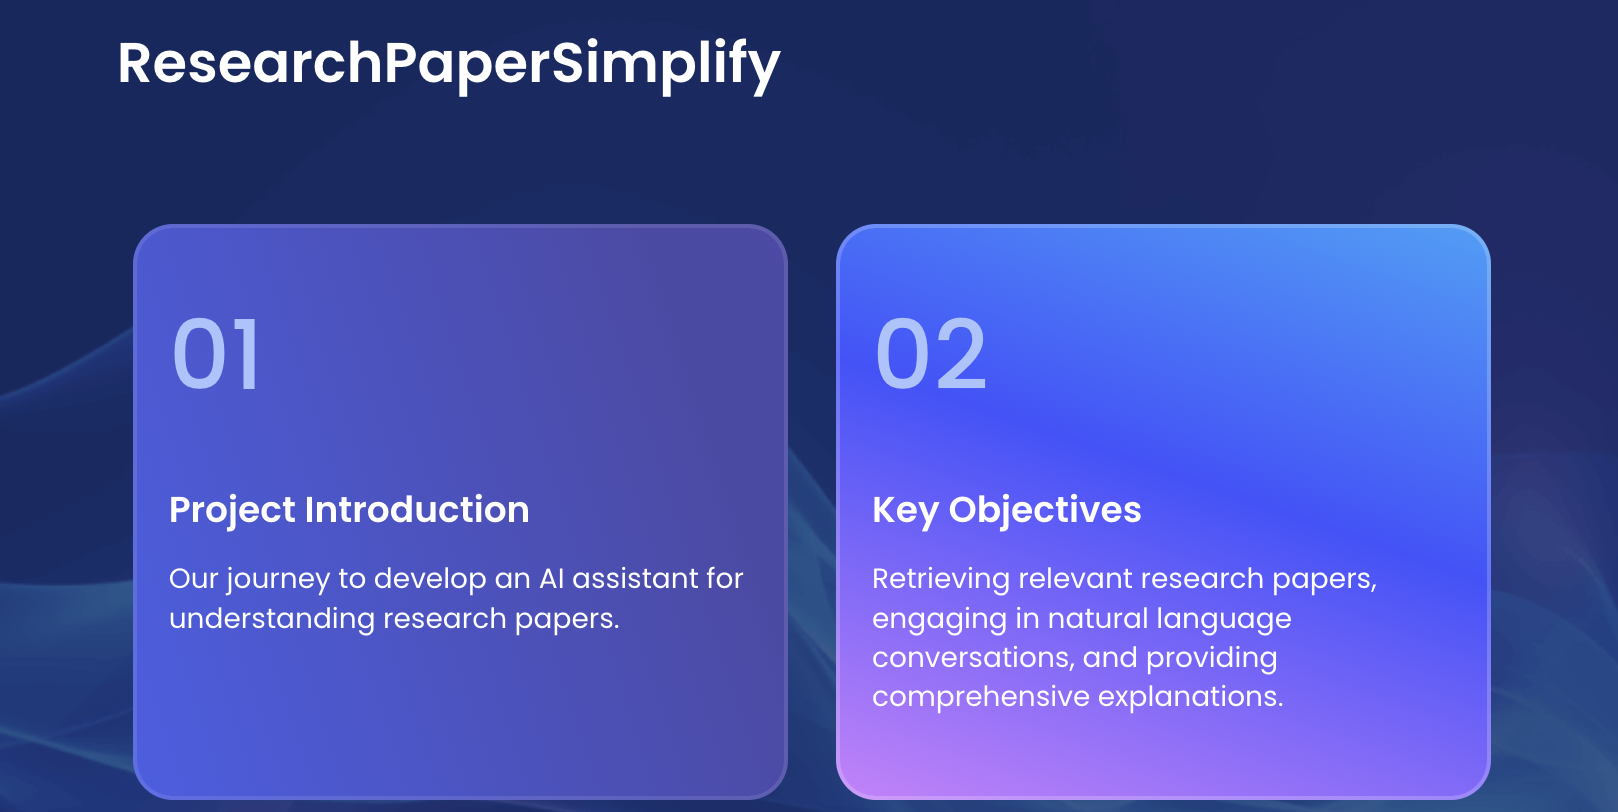 ResearchPaperSimplify
01
Project Introduction
Our journey to develop an AI assistant for
understanding research papers.
02
Key Objectives
Retrieving relevant research papers,
engaging in natural language
conversations, and providing
comprehensive explanations.